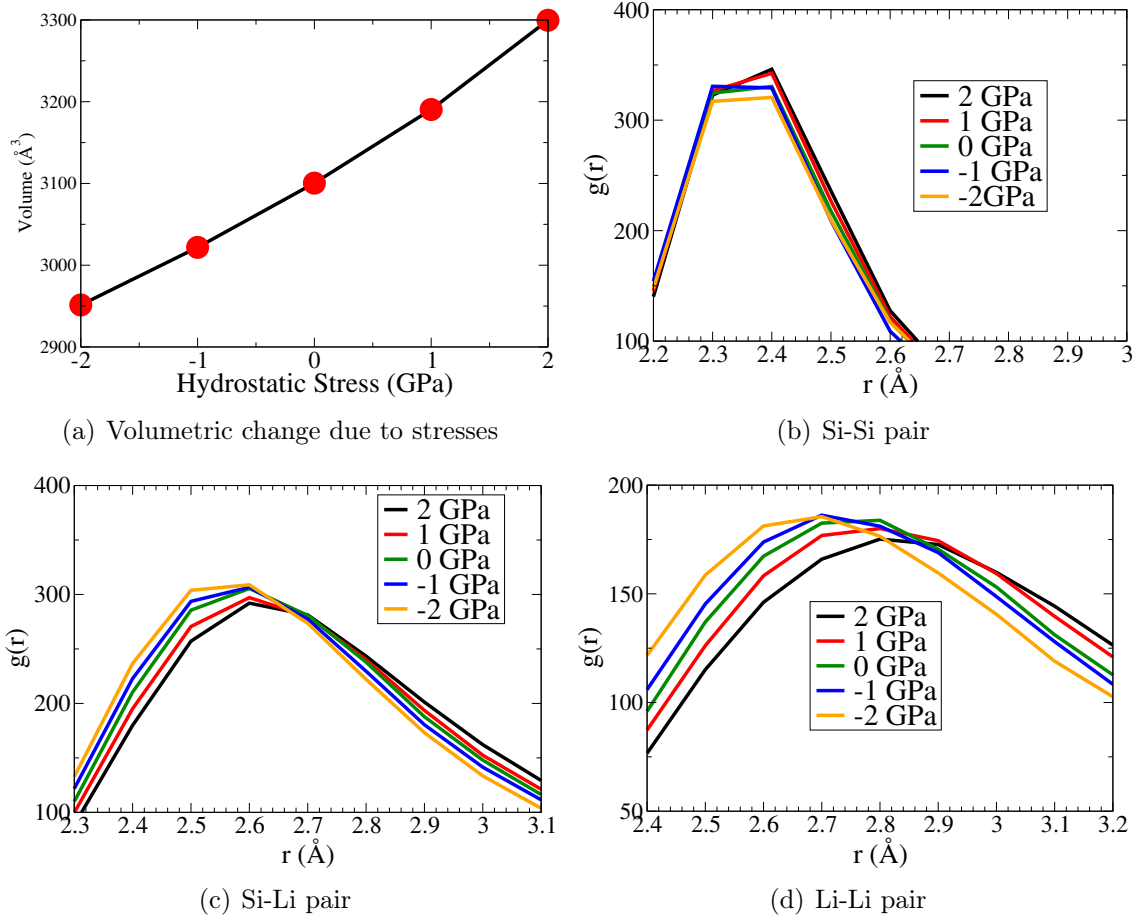 3300
3200
3100
3000
2900
Volume (Å³)
-2 -1 0 1 2
Hydrostatic Stress (GPa)
(a) Volumetric change due to stresses
400
300
200
100
g(r)
2 GPa
1 GPa
0 GPa
-1 GPa
-2GPa
2.2 2.3 2.4 2.5 2.6 2.7 2.8 2.9 3
r (Å)
(b) Si-Si pair
400
300
200
100
g(r)
2 GPa
1 GPa
0 GPa
-1 GPa
-2 GPa
2.3 2.4 2.5 2.6 2.7 2.8 2.9 3 3.1
r (Å)
(c) Si-Li pair
200
150
100
50
g(r)
2 GPa
1 GPa
0 GPa
-1 GPa
-2 GPa
2.4 2.5 2.6 2.7 2.8 2.9 3 3.1 3.2
r (Å)
(d) Li-Li pair